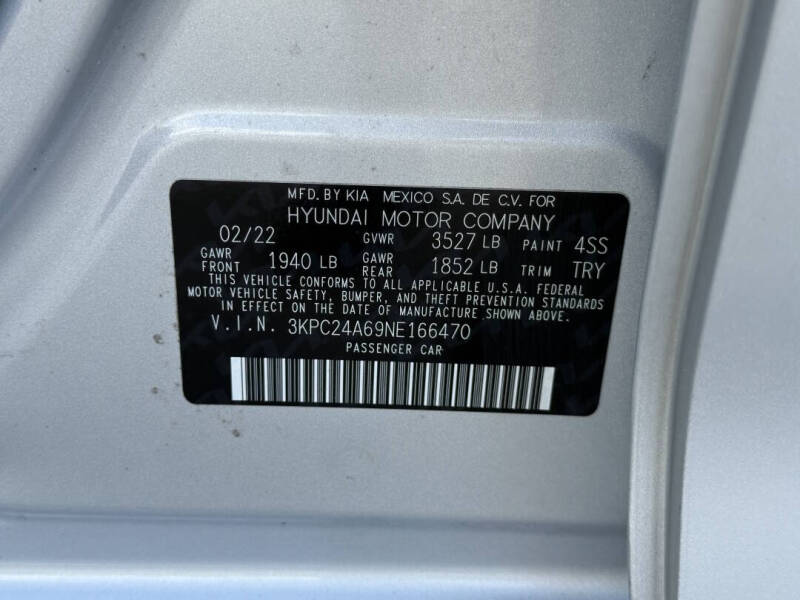 MFD. BY KIA MEXICO S.A. DE C.V. FOR
HYUNDAI MOTOR COMPANY
02/22 GVWR 3527 LB PAINT 4SS
GAWR FRONT 1940 LB GAWR REAR 1852 LB TRIM TRY
THIS VEHICLE CONFORMS TO ALL APPLICABLE U.S.A. FEDERAL
MOTOR VEHICLE SAFETY, BUMPER, AND THEFT PREVENTION STANDARDS
IN EFFECT ON THE DATE OF MANUFACTURE SHOWN ABOVE.
V.I.N. 3KPC24A69NE166470
PASSENGER CAR